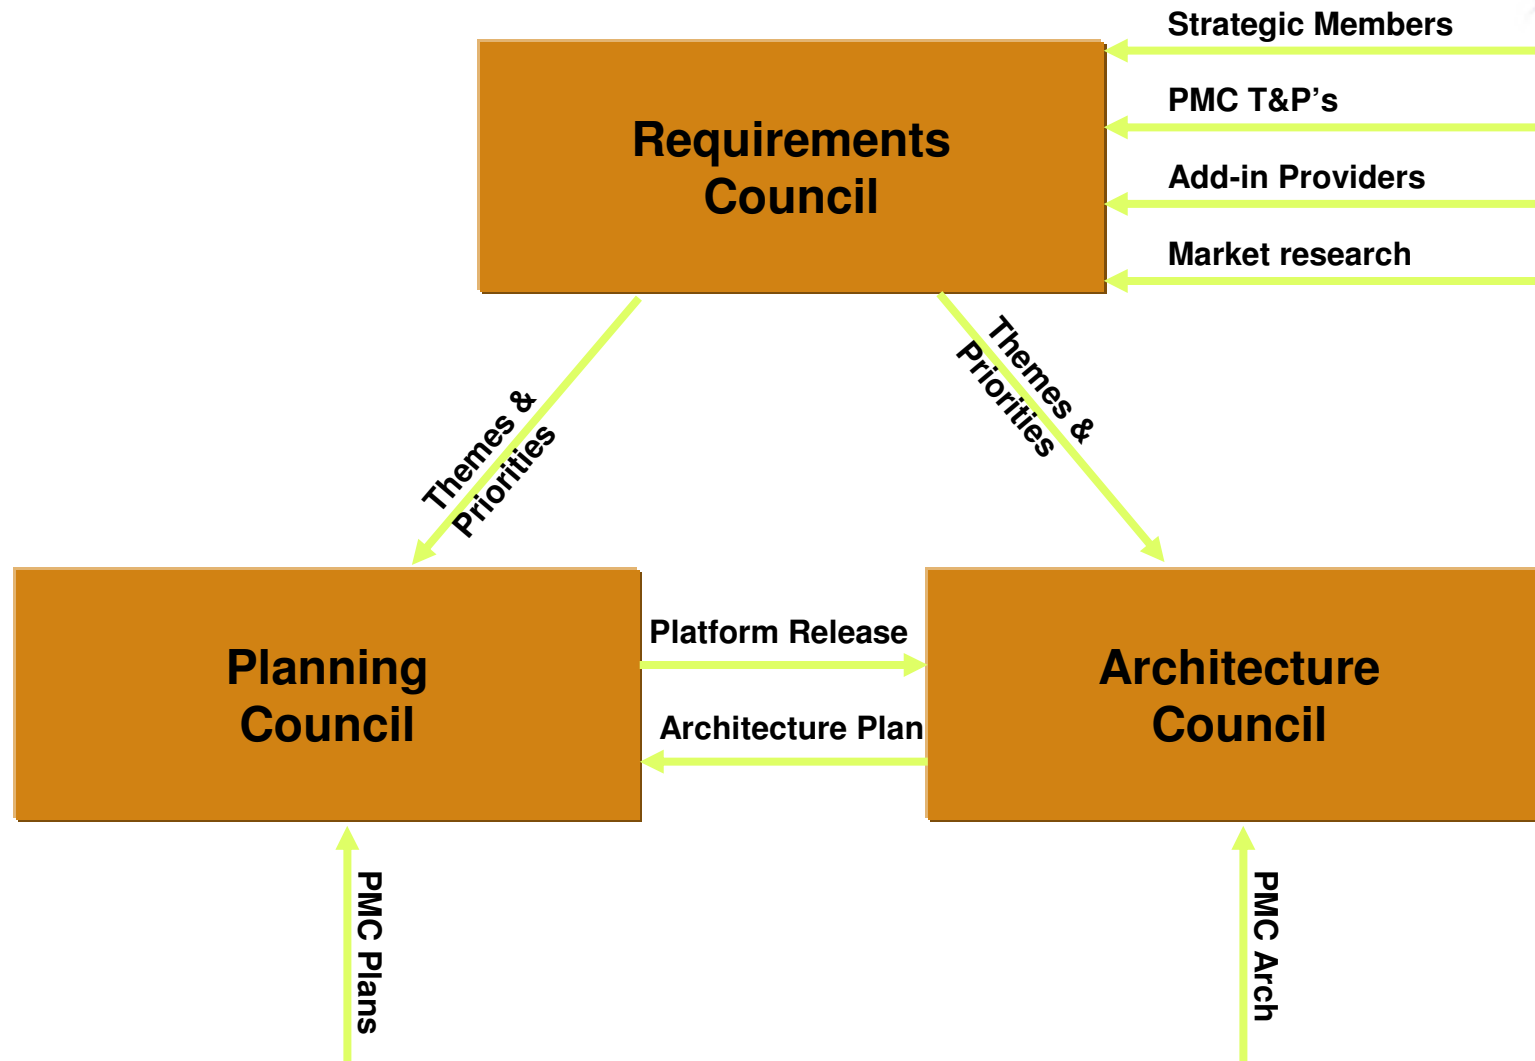 Strategic Members
PMC T&P's
Add-in Providers
Market research
Requirements
Council
Themes &
Priorities
Themes &
Priorities
Planning
Council
Platform Release
Architecture Plan
Architecture
Council
PMC Plans
PMC Arch